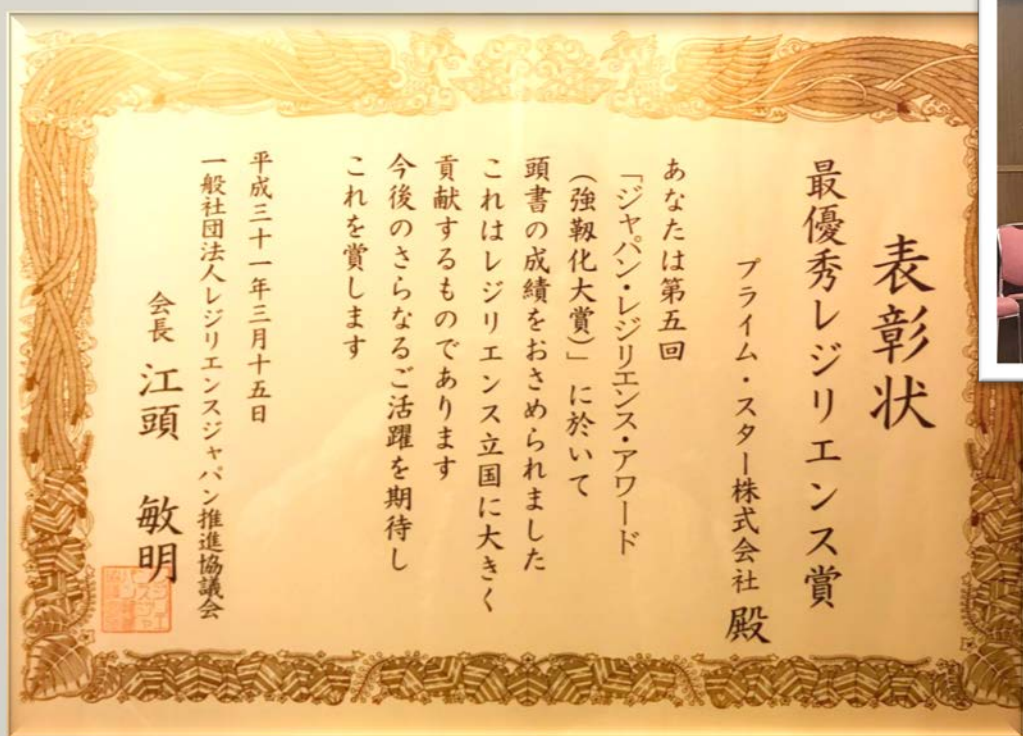 表彰状
最優秀レジリエンス賞
プライム・スター株式会社 殿
あなたは第五回
「ジャパン・レジリエンス・アワード
（強靱化大賞）」に於いて
頭書の成績をおさめられました
これはレジリエンス立国に大きく
貢献するものであります
今後のさらなるご活躍を期待し
これを賞します
平成三十一年三月十五日
一般社団法人レジリエンスジャパン推進協議会
会長 江頭 敏明